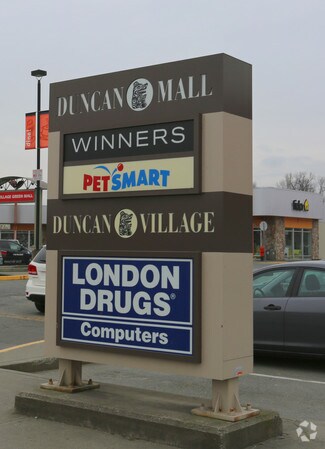 DUNCAN MALL
WINNERS
PETSMART
DUNCAN VILLAGE
LONDON
DRUGS®
Computers